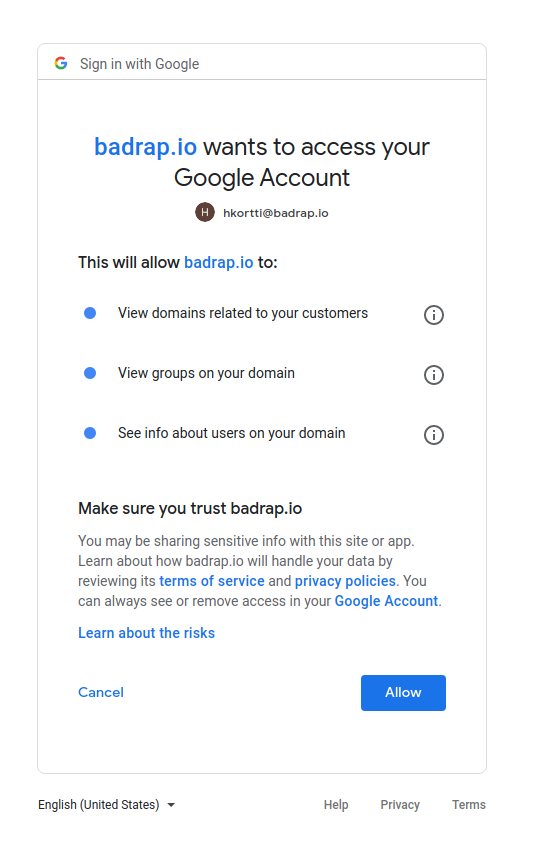 Sign in with Google
badrap.io wants to access your
Google Account
H hkortti@badrap.io
This will allow badrap.io to:
View domains related to your customers
View groups on your domain
See info about users on your domain
Make sure you trust badrap.io
You may be sharing sensitive info with this site or app.
Learn about how badrap.io will handle your data by
reviewing its terms of service and privacy policies. You
can always see or remove access in your Google Account.
Learn about the risks
Cancel
Allow
English (United States)
Help
Privacy
Terms